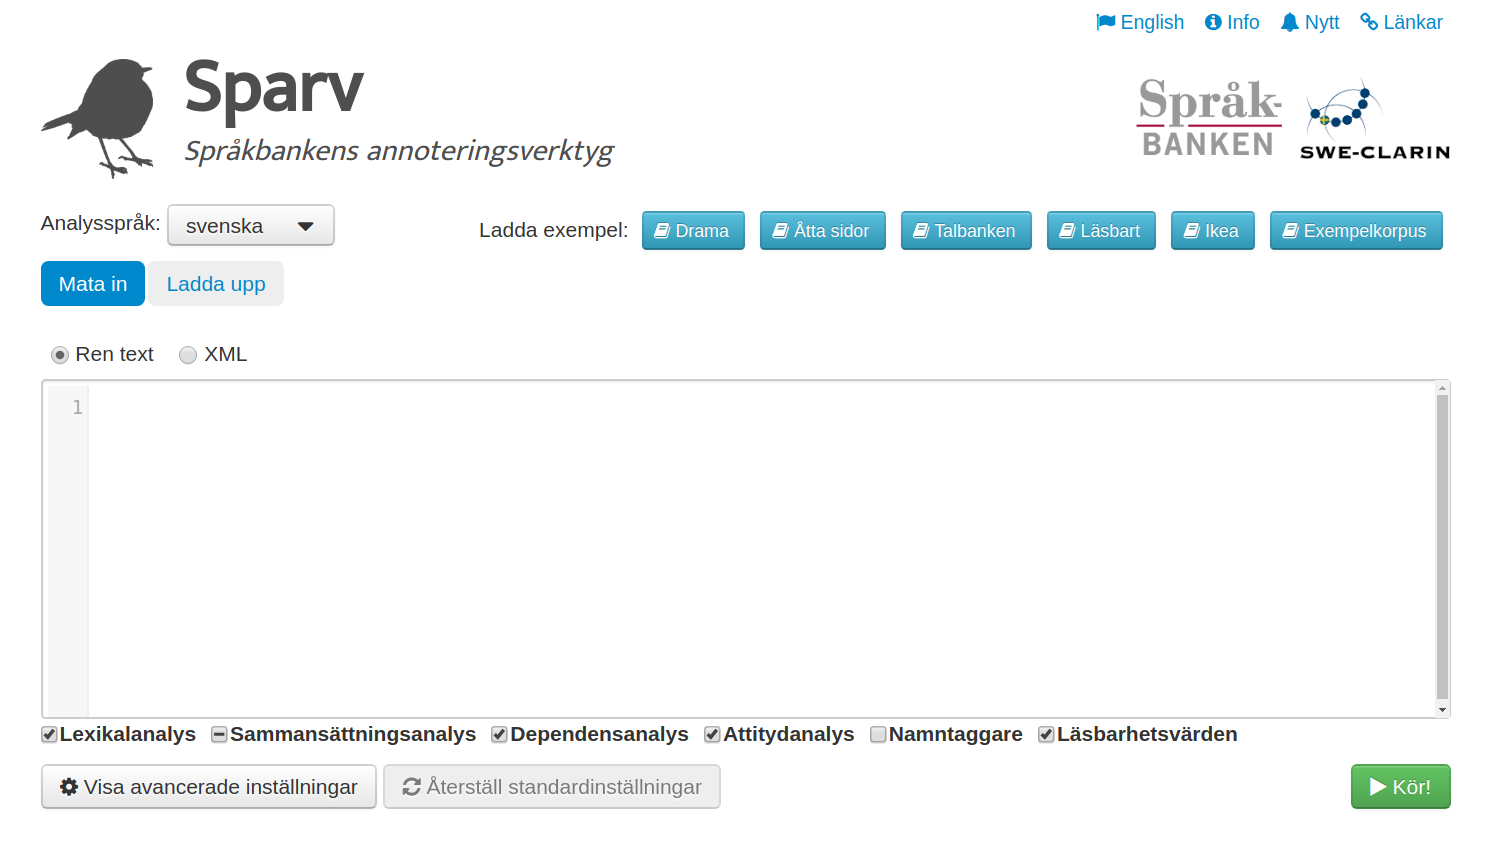 English Info Nytt Länkar
Sparv
Språkbankens annoteringsverktyg
Språk-
BANKEN
SWE-CLARIN
Analysspråk: svenska
Ladda exempel: Drama Åtta sidor Talbanken Läsbart Ikea Exempelkorpus
Mata in Ladda upp
Ren text XML
1
Lexikalanalys Sammansättningsanalys Dependensanalys Attitydanalys Namntaggare Läsbarhetsvärden
Visa avancerade inställningar Återställ standardinställningar Kör!